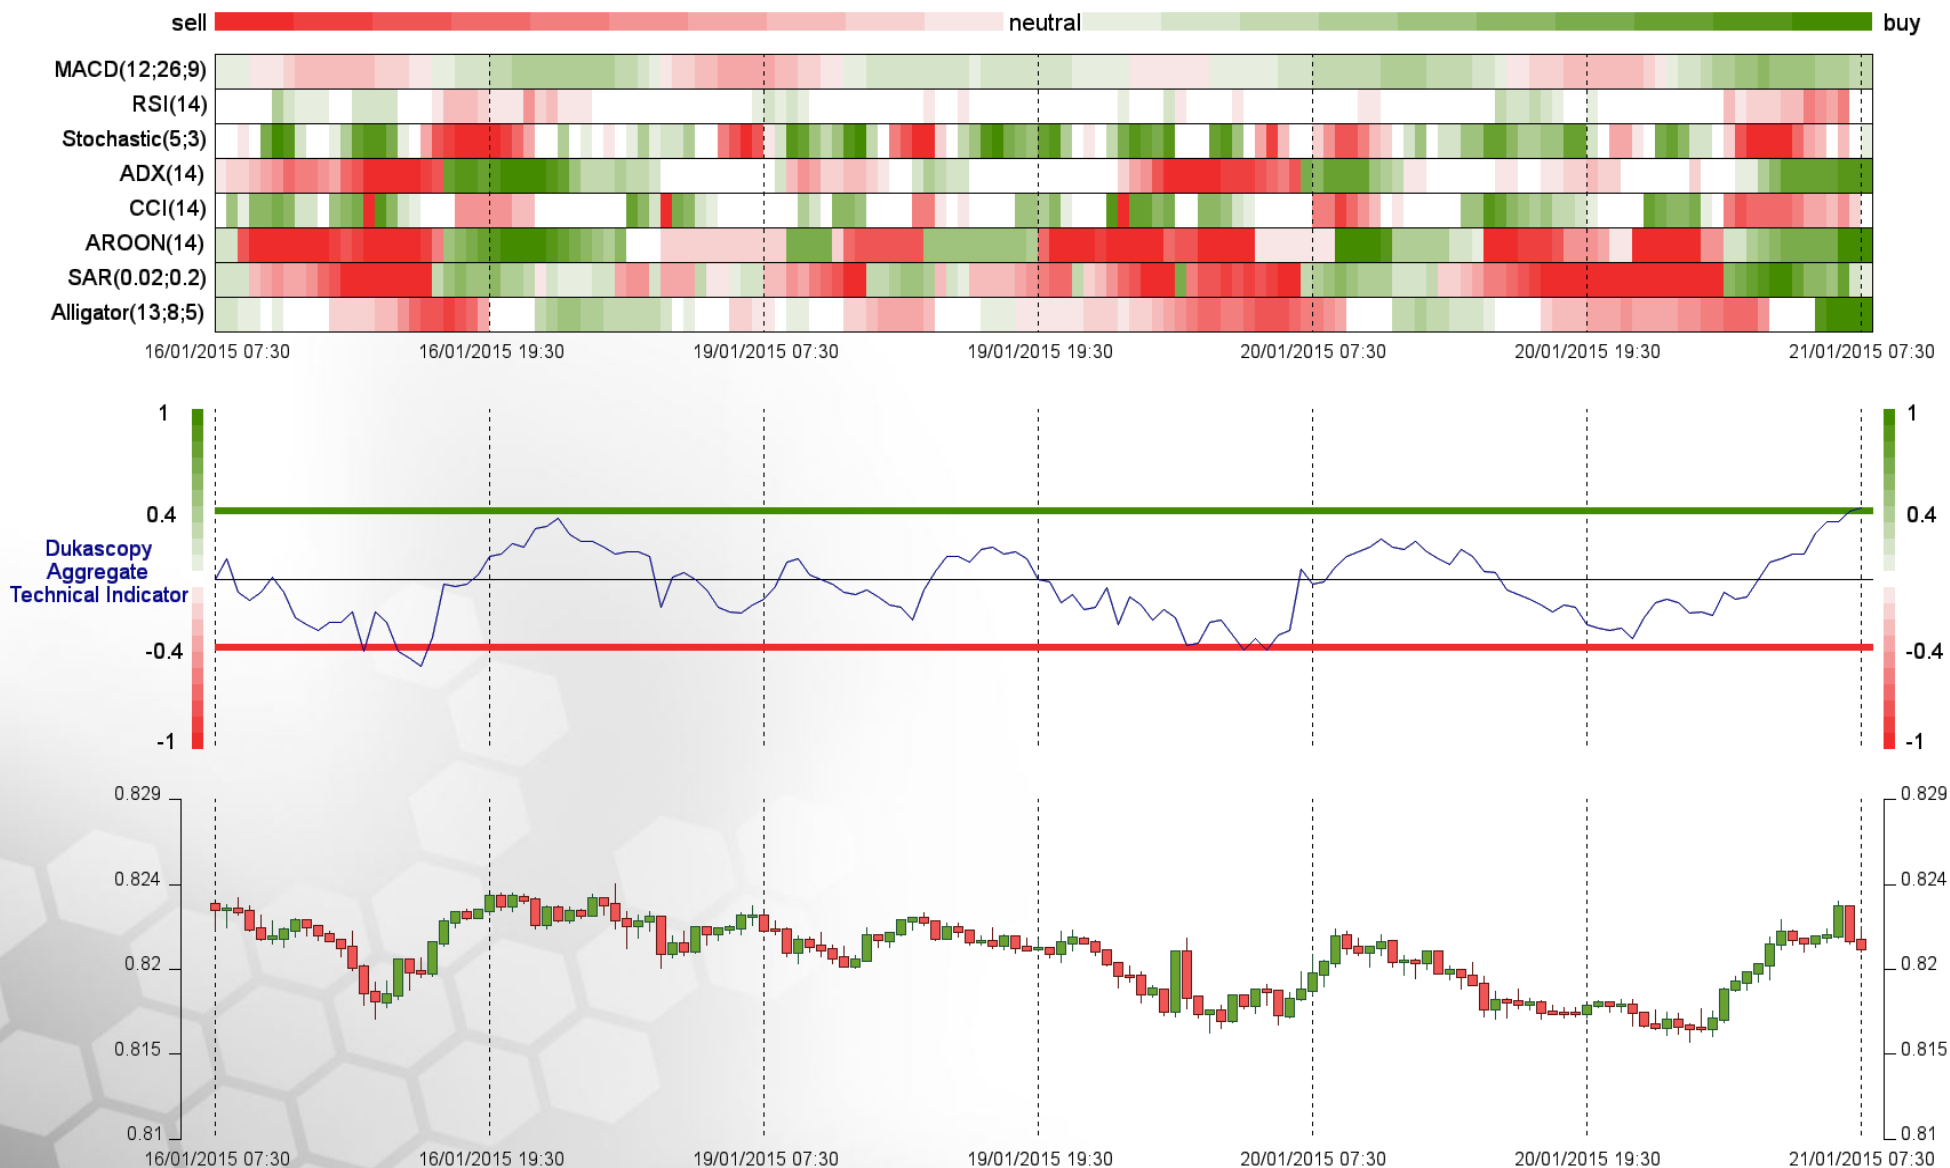 sell neutral buy
MACD(12;26;9)
RSI(14)
Stochastic(5;3)
ADX(14)
CCI(14)
AROON(14)
SAR(0.02;0.2)
Alligator(13;8;5)
16/01/2015 07:30 16/01/2015 19:30 19/01/2015 07:30 19/01/2015 19:30 20/01/2015 07:30 20/01/2015 19:30 21/01/2015 07:30
1 1
0.4 0.4
Dukascopy
Aggregate
Technical Indicator
-0.4 -0.4
-1 -1
0.829 0.829
0.824 0.824
0.82 0.82
0.815 0.815
0.81 0.81
16/01/2015 07:30 16/01/2015 19:30 19/01/2015 07:30 19/01/2015 19:30 20/01/2015 07:30 20/01/2015 19:30 21/01/2015 07:30